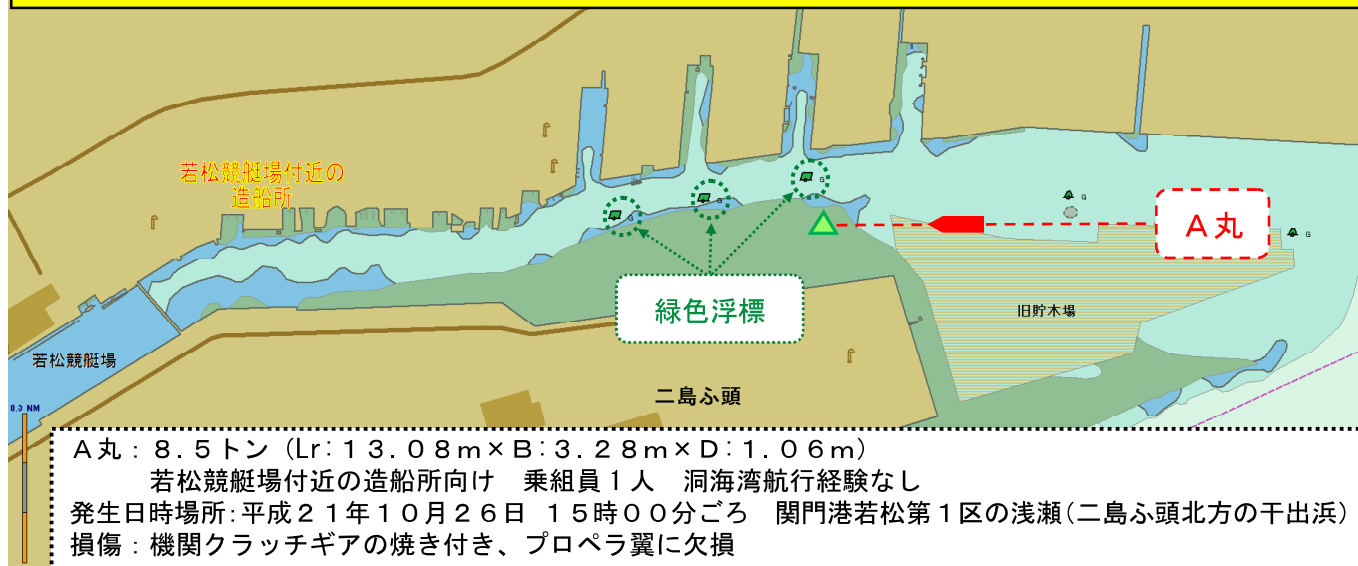 若松競艇場付近の
造船所
G
G
G
G
G
A丸
緑色浮標
旧貯木場
若松競艇場
二島ふ頭
0.3 NM
A丸：８.５トン（Lr：１３.０８ｍ×Ｂ：３.２８ｍ×Ｄ：１.０６ｍ）
若松競艇場付近の造船所向け　乗組員１人　洞海湾航行経験なし
発生日時場所：平成２１年１０月２６日 １５時００分ごろ　関門港若松第１区の浅瀬（二島ふ頭北方の干出浜）
損傷：機関クラッチギアの焼き付き、プロペラ翼に欠損